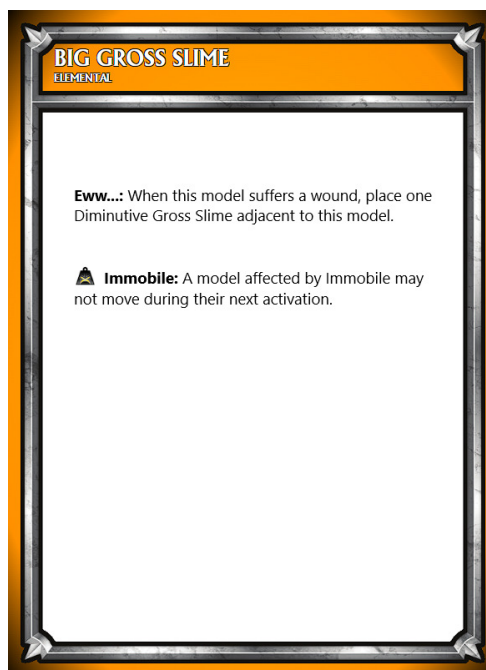 BIG GROSS SLIME
ELEMENTAL
Eww...: When this model suffers a wound, place one
Diminutive Gross Slime adjacent to this model.
Immobile: A model affected by Immobile may
not move during their next activation.